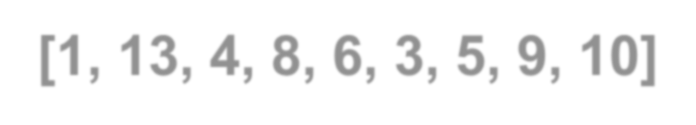 [1, 13, 4, 8, 6, 3, 5, 9, 10]